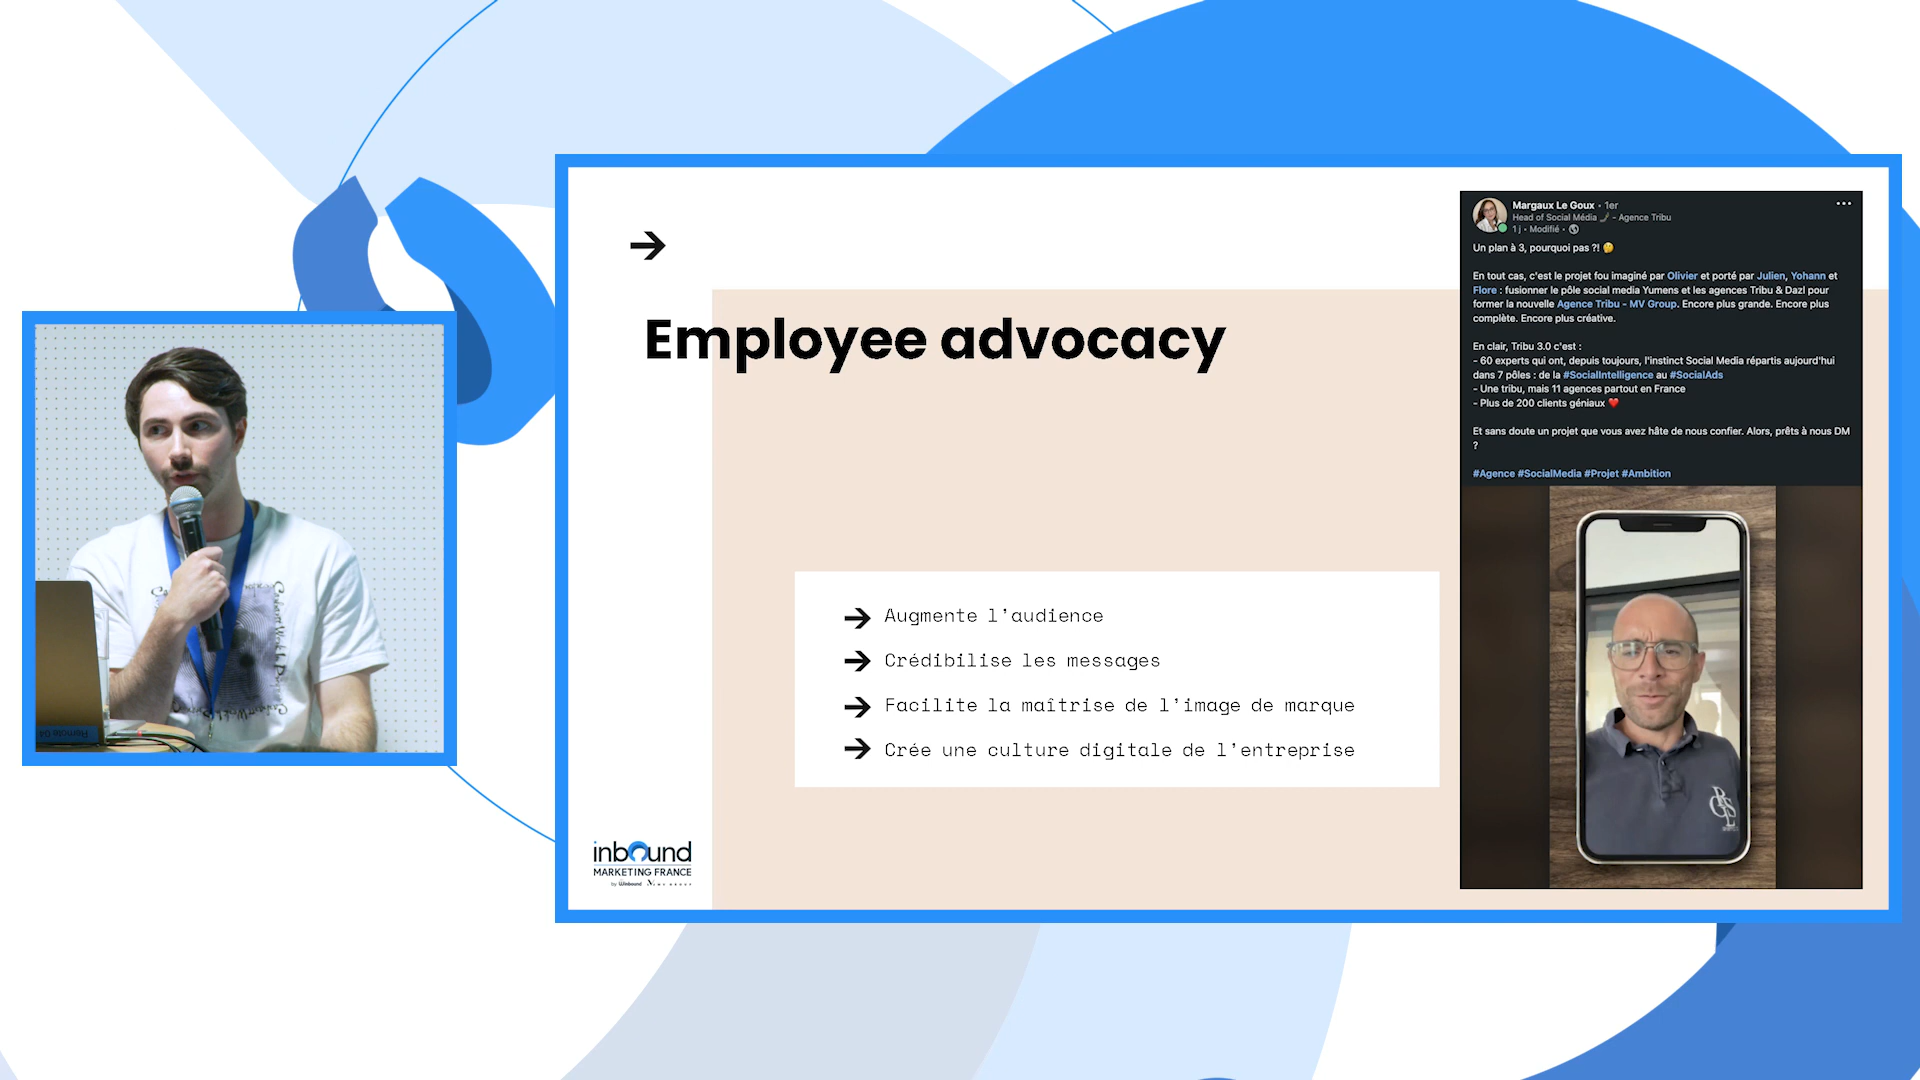 Employee advocacy
Augmente l'audience
Crédibilise les messages
Facilite la maîtrise de l'image de marque
Crée une culture digitale de l'entreprise
inbound
MARKETING FRANCE
by Winbound
Margaux Le Goux • 1er
Head of Social Média - Agence Tribu
1 j • Modifié •
Un plan à 3, pourquoi pas ?! 🤔
En tout cas, c'est le projet fou imaginé par Olivier et porté par Julien, Yohann et
Flore : fusionner le pôle social media Yumens et les agences Tribu & Dazl pour
former la nouvelle Agence Tribu - MV Group. Encore plus grande. Encore plus
complète. Encore plus créative.
En clair, Tribu 3.0 c'est :
- 60 experts qui ont, depuis toujours, l'instinct Social Media répartis aujourd'hui
dans 7 pôles : de la #SocialIntelligence au #SocialAds
- Une tribu, mais 11 agences partout en France
- Plus de 200 clients géniaux ❤️
Et sans doute un projet que vous avez hâte de nous confier. Alors, prêts à nous DM
?
#Agence #SocialMedia #Projet #Ambition
Remote 04